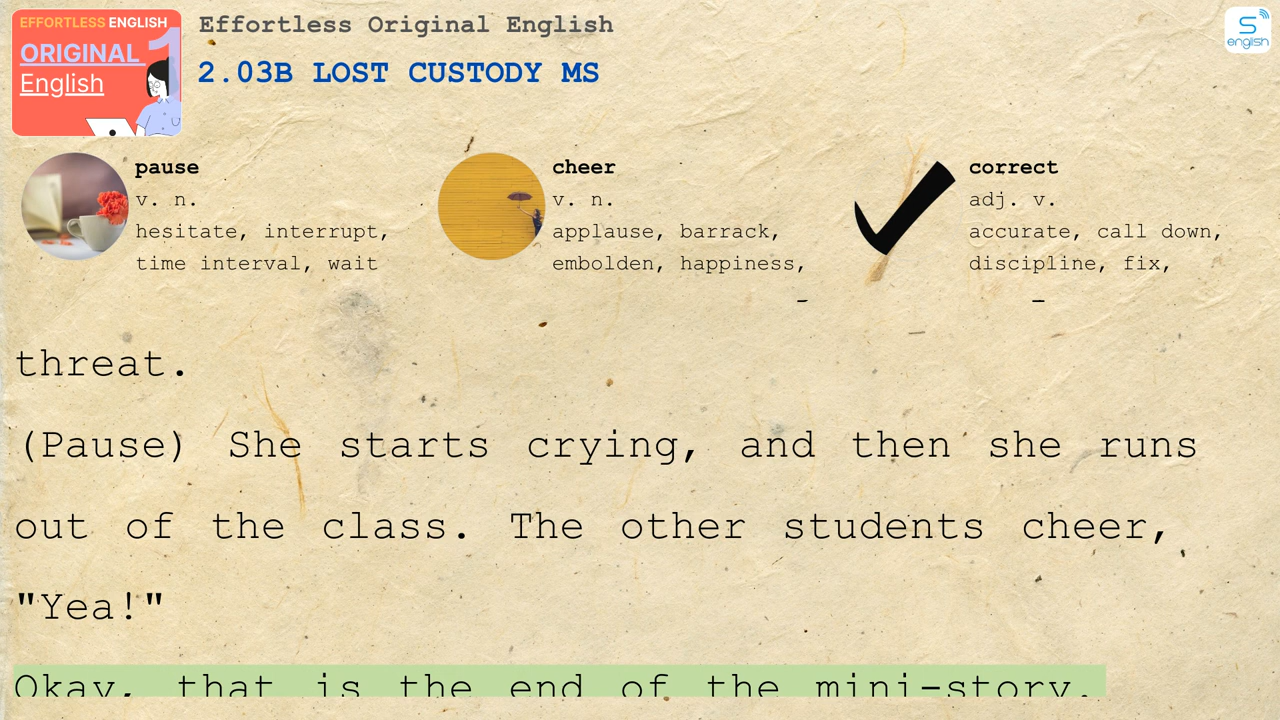 EFFORTLESS ENGLISH
ORIGINAL 1
English
Effortless Original English
2.03B LOST CUSTODY MS
S
english
pause
v. n.
hesitate, interrupt,
time interval, wait
cheer
v. n.
applause, barrack,
embolden, happiness,
correct
adj. v.
accurate, call down,
discipline, fix,
threat.
(Pause) She starts crying, and then she runs
out of the class. The other students cheer,
"Yea!"
Okay, that is the end of the mini-story.